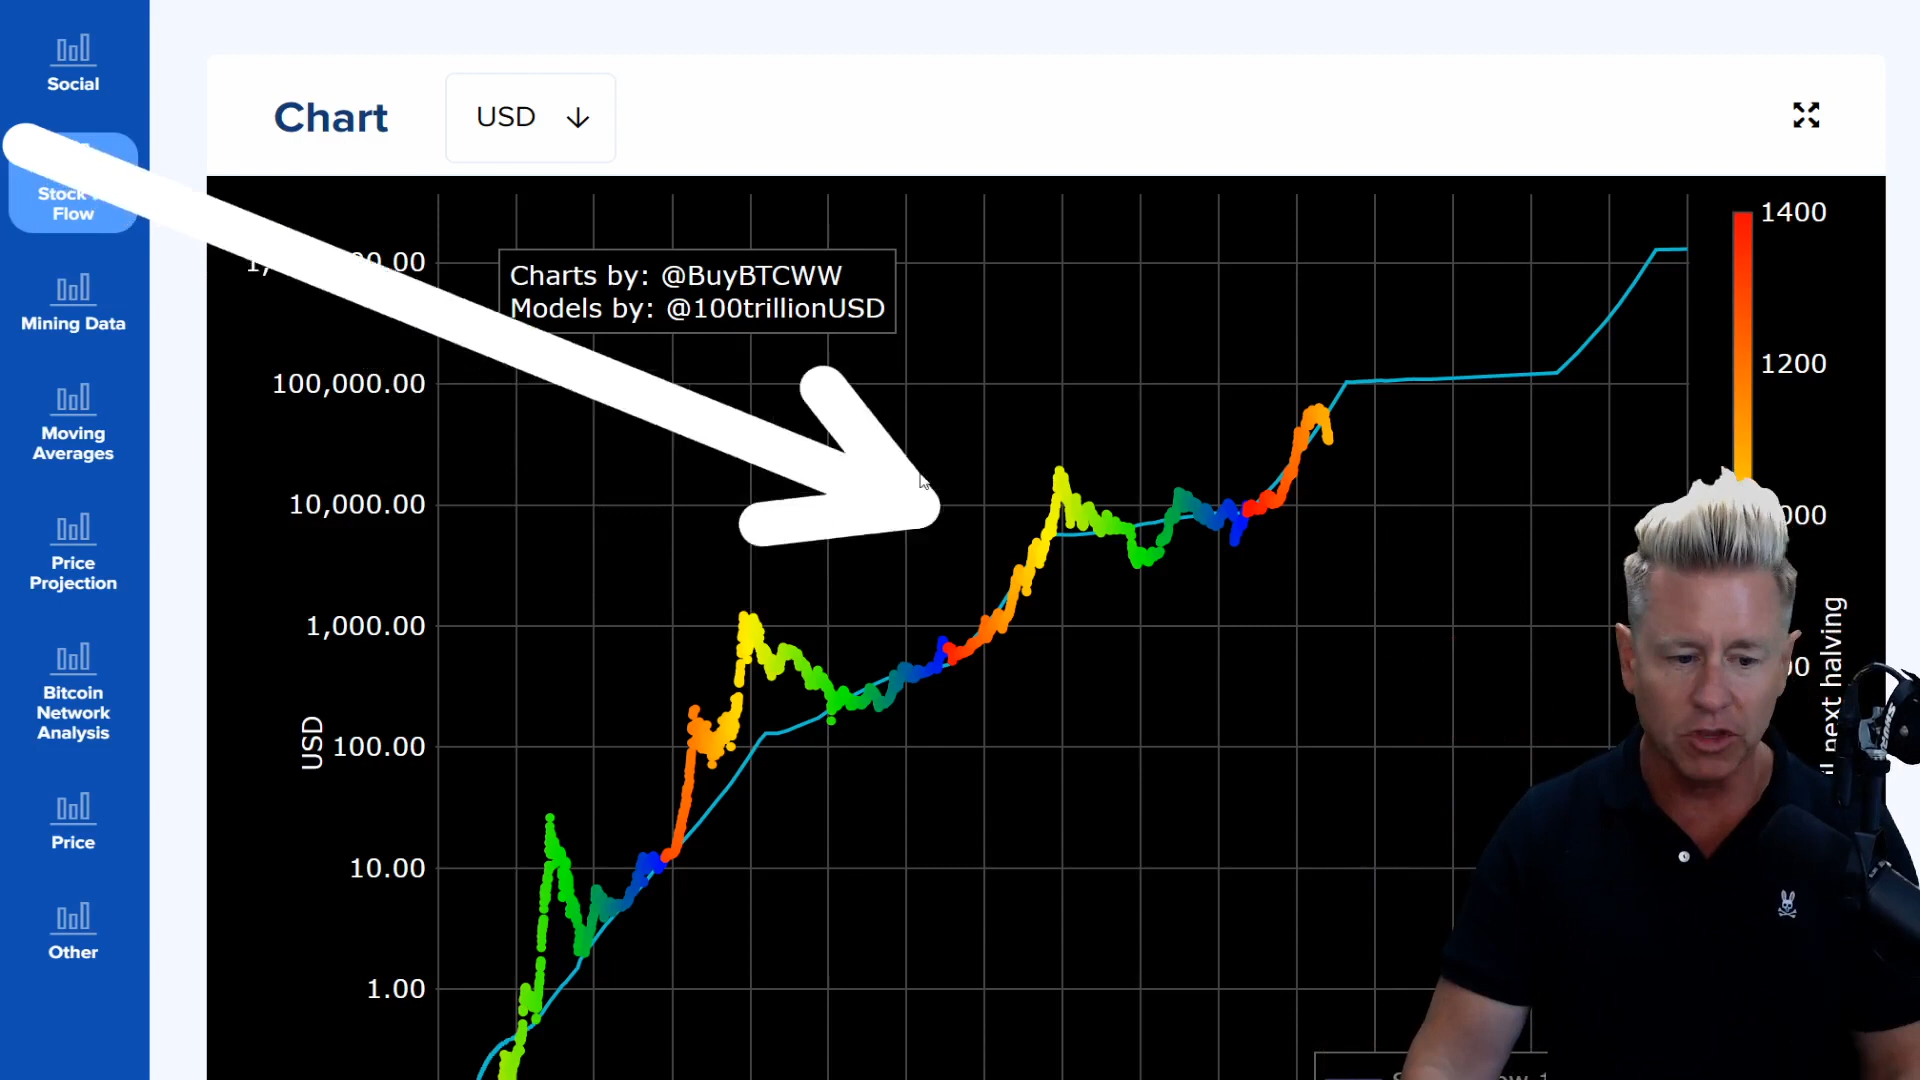 Social
Stock
Flow
Mining Data
Moving
Averages
Price
Projection
Bitcoin
Network
Analysis
Price
Other
Chart
USD
Charts by: @BuyBTCWW
Models by: @100trillionUSD
100,000.00
10,000.00
1,000.00
100.00
10.00
1.00
USD
1400
1200
next halving